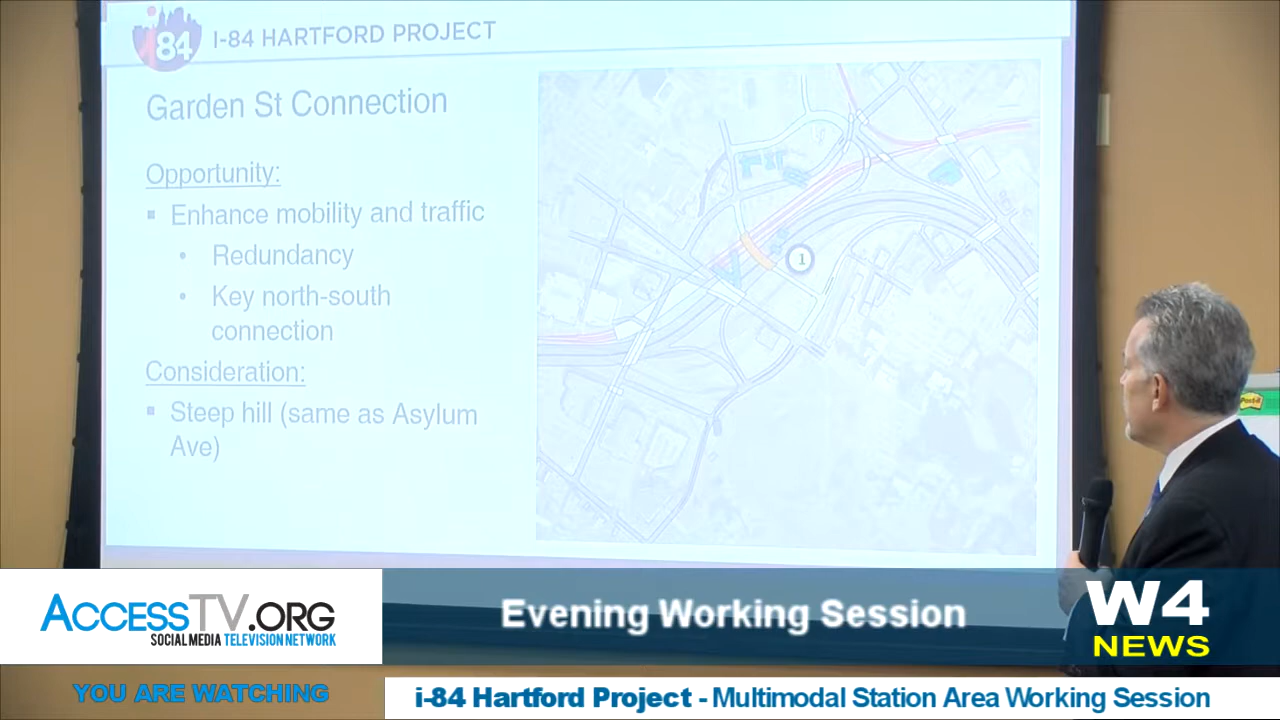 84
I-84 HARTFORD PROJECT
Garden St Connection
Opportunity:
▪ Enhance mobility and traffic
• Redundancy
• Key north-south
connection
Consideration:
▪ Steep hill (same as Asylum
Ave)
1
Post-it
ACCESSTV.ORG
SOCIAL MEDIA TELEVISION NETWORK
Evening Working Session
W4
NEWS
YOU ARE WATCHING
i-84 Hartford Project - Multimodal Station Area Working Session